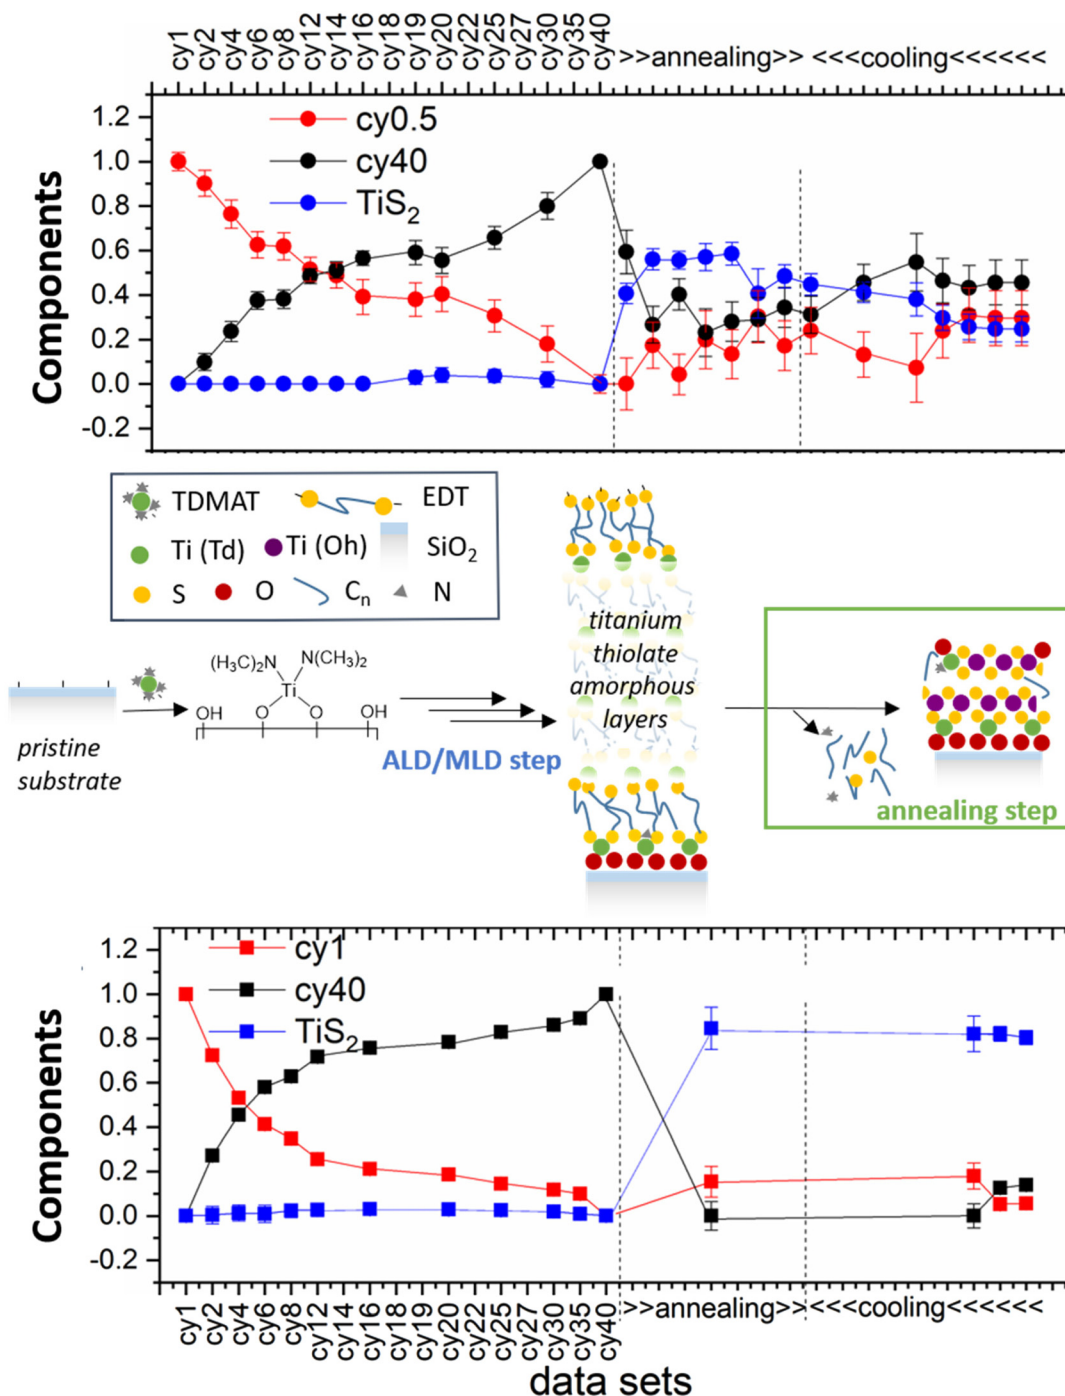 cy1 cy2 cy4 cy6 cy8 cy12 cy14 cy16 cy18 cy19 cy20 cy22 cy25 cy27 cy30 cy35 cy40 >>annealing>> <<<cooling<<<<<<
Components
1.2
1.0
0.8
0.6
0.4
0.2
0.0
-0.2
cy0.5
cy40
TiS2
TDMAT
EDT
Ti (Td)
Ti (Oh)
SiO2
S
O
Cn
N
pristine
substrate
(H3C)2N
N(CH3)2
Ti
OH
O
O
OH
ALD/MLD step
titanium
thiolate
amorphous
layers
annealing step
Components
1.2
1.0
0.8
0.6
0.4
0.2
0.0
-0.2
cy1
cy40
TiS2
cy1 cy2 cy4 cy6 cy8 cy12 cy14 cy16 cy18 cy19 cy20 cy22 cy25 cy27 cy30 cy35 cy40 >>annealing>> <<<cooling<<<<<<
data sets